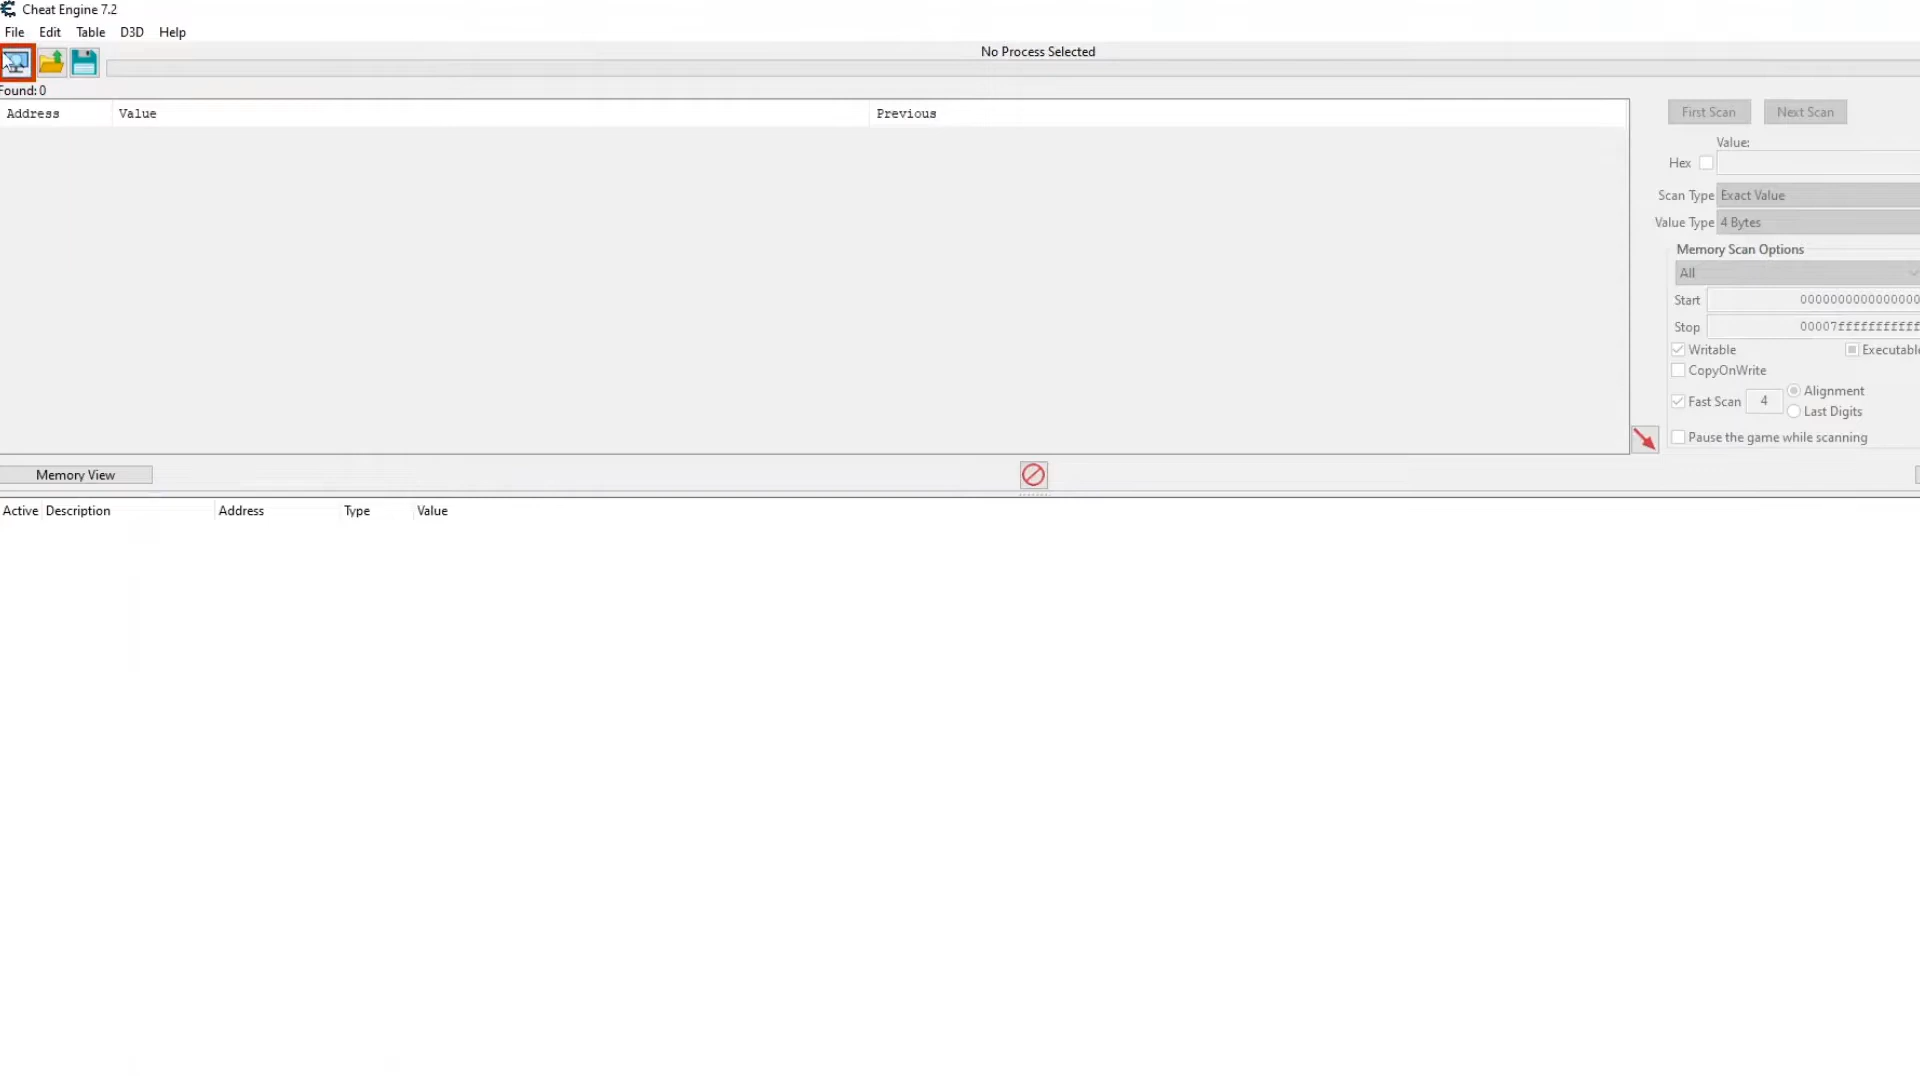 Cheat Engine 7.2
File Edit Table D3D Help
No Process Selected
Found: 0
Address Value Previous
First Scan Next Scan
Value:
Hex
Scan Type Exact Value
Value Type 4 Bytes
Memory Scan Options
All
Start 0000000000000000
Stop 00007fffffffffff
Writable Executable
CopyOnWrite
Fast Scan 4 Alignment
Last Digits
Pause the game while scanning
Memory View
Active Description Address Type Value